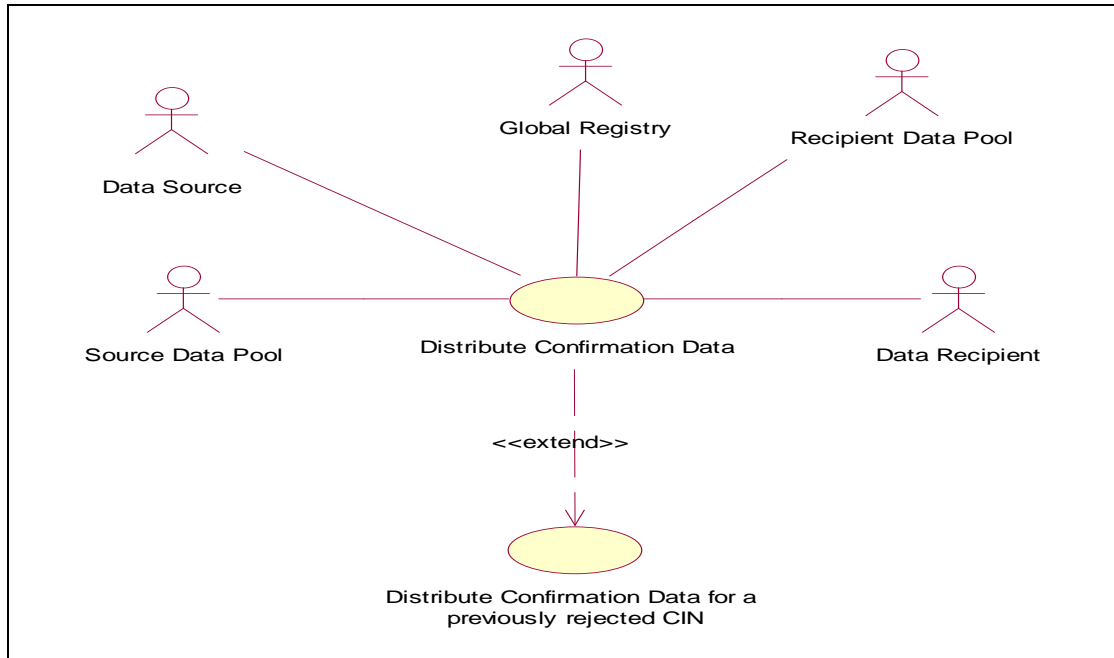 Global Registry
Recipient Data Pool
Data Source
Source Data Pool
Distribute Confirmation Data
Data Recipient
<<extend>>
Distribute Confirmation Data for a
previously rejected CIN